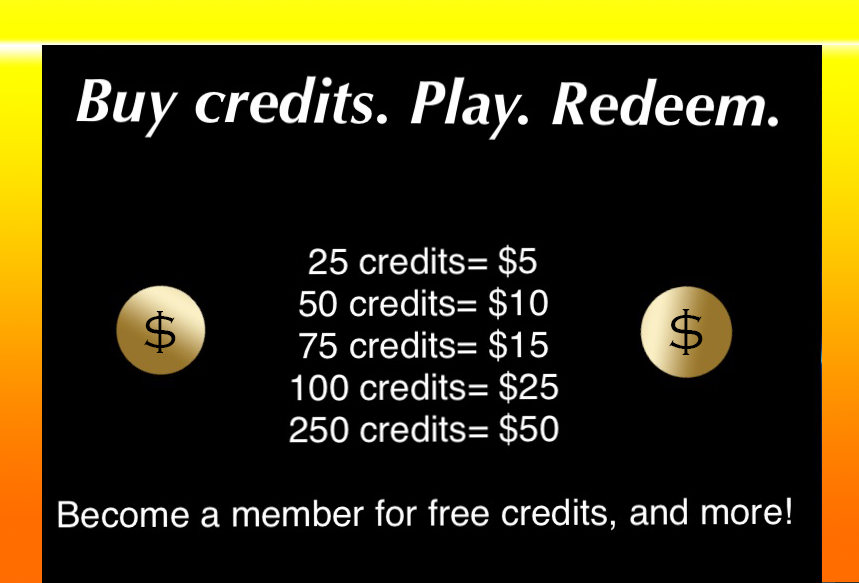 Buy credits. Play. Redeem.
25 credits= $5
50 credits= $10
$
75 credits= $15
$
100 credits= $25
250 credits= $50
Become a member for free credits, and more!